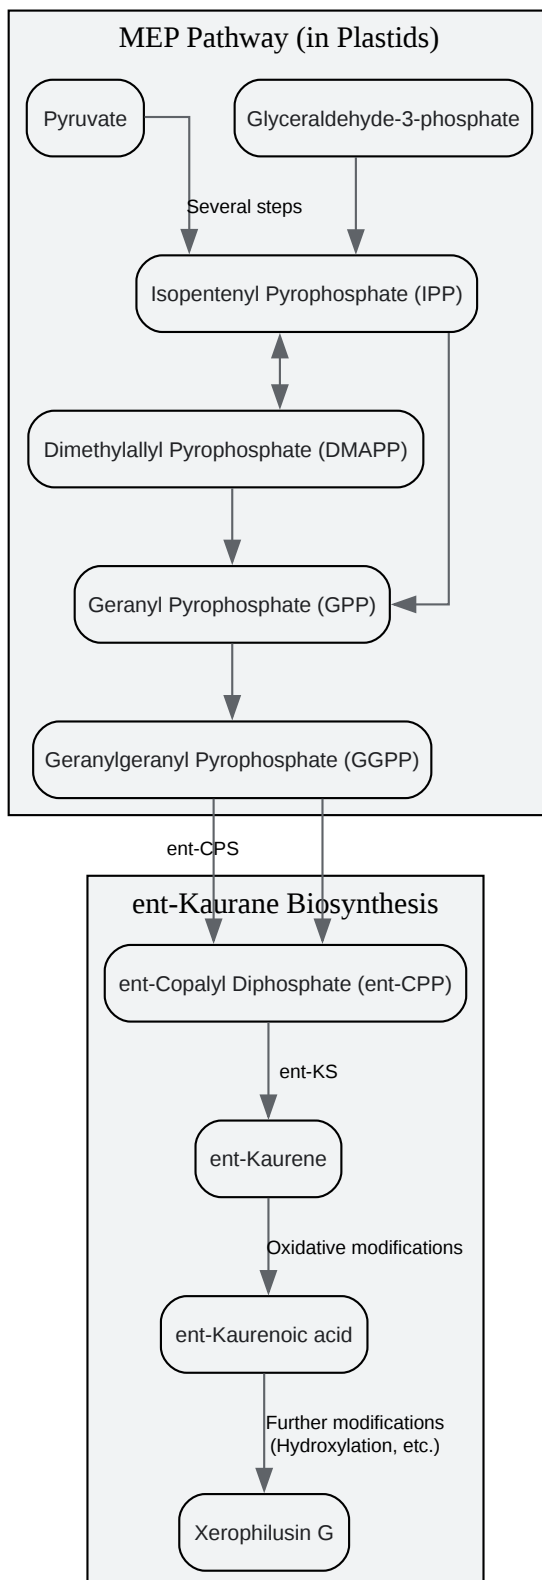 MEP Pathway (in Plastids)
Pyruvate
Glyceraldehyde-3-phosphate
Several steps
Isopentenyl Pyrophosphate (IPP)
Dimethylallyl Pyrophosphate (DMAPP)
Geranyl Pyrophosphate (GPP)
Geranylgeranyl Pyrophosphate (GGPP)
ent-CPS
ent-Kaurane Biosynthesis
ent-Copalyl Diphosphate (ent-CPP)
ent-KS
ent-Kaurene
Oxidative modifications
ent-Kaurenoic acid
Further modifications
(Hydroxylation, etc.)
Xerophilusin G